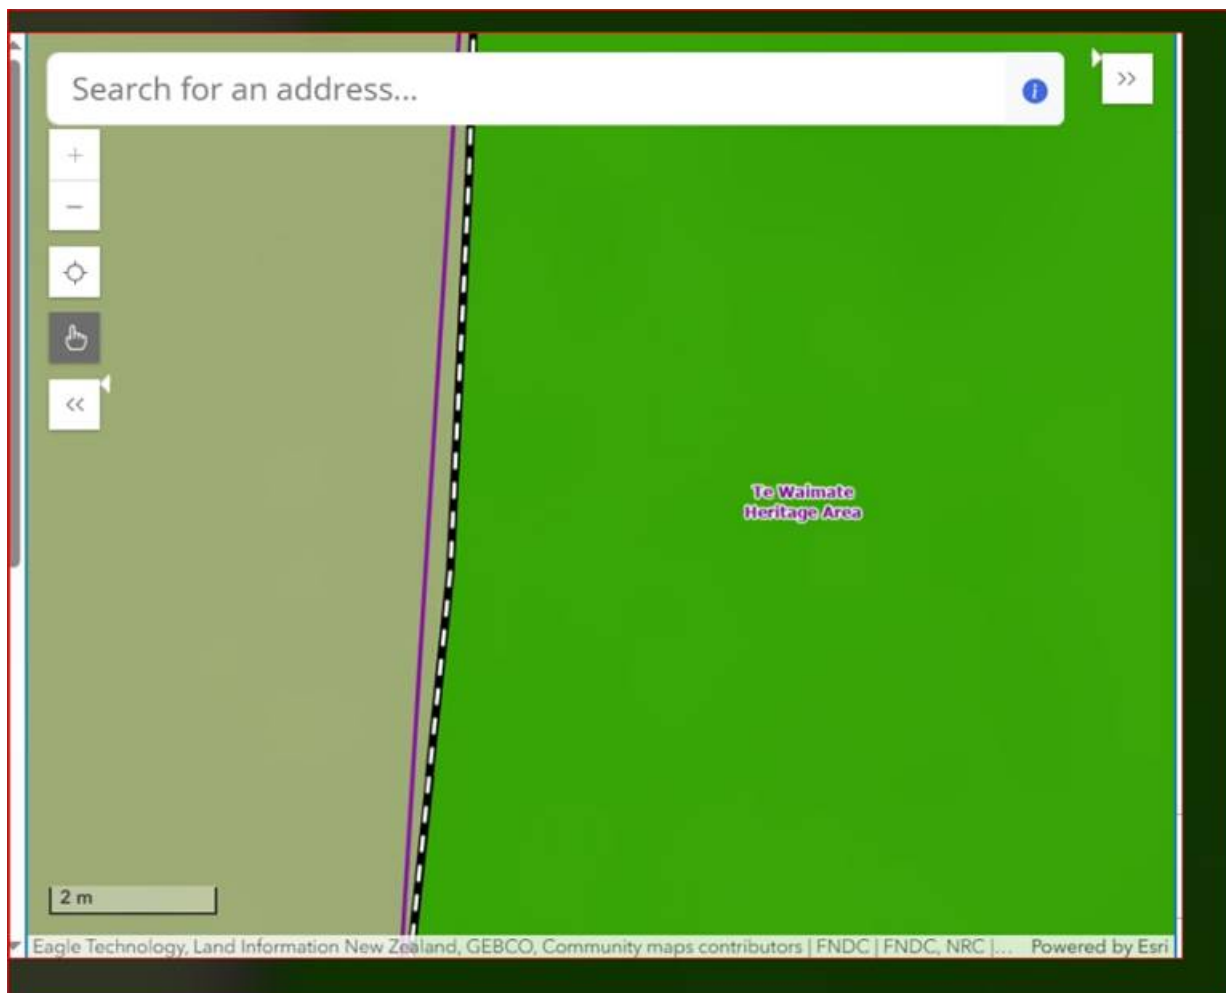 Search for an address...
Te Waimate
Heritage Area
2 m
Eagle Technology, Land Information New Zealand, GEBCO, Community maps contributors | FNDC | FNDC, NRC |... Powered by Esri